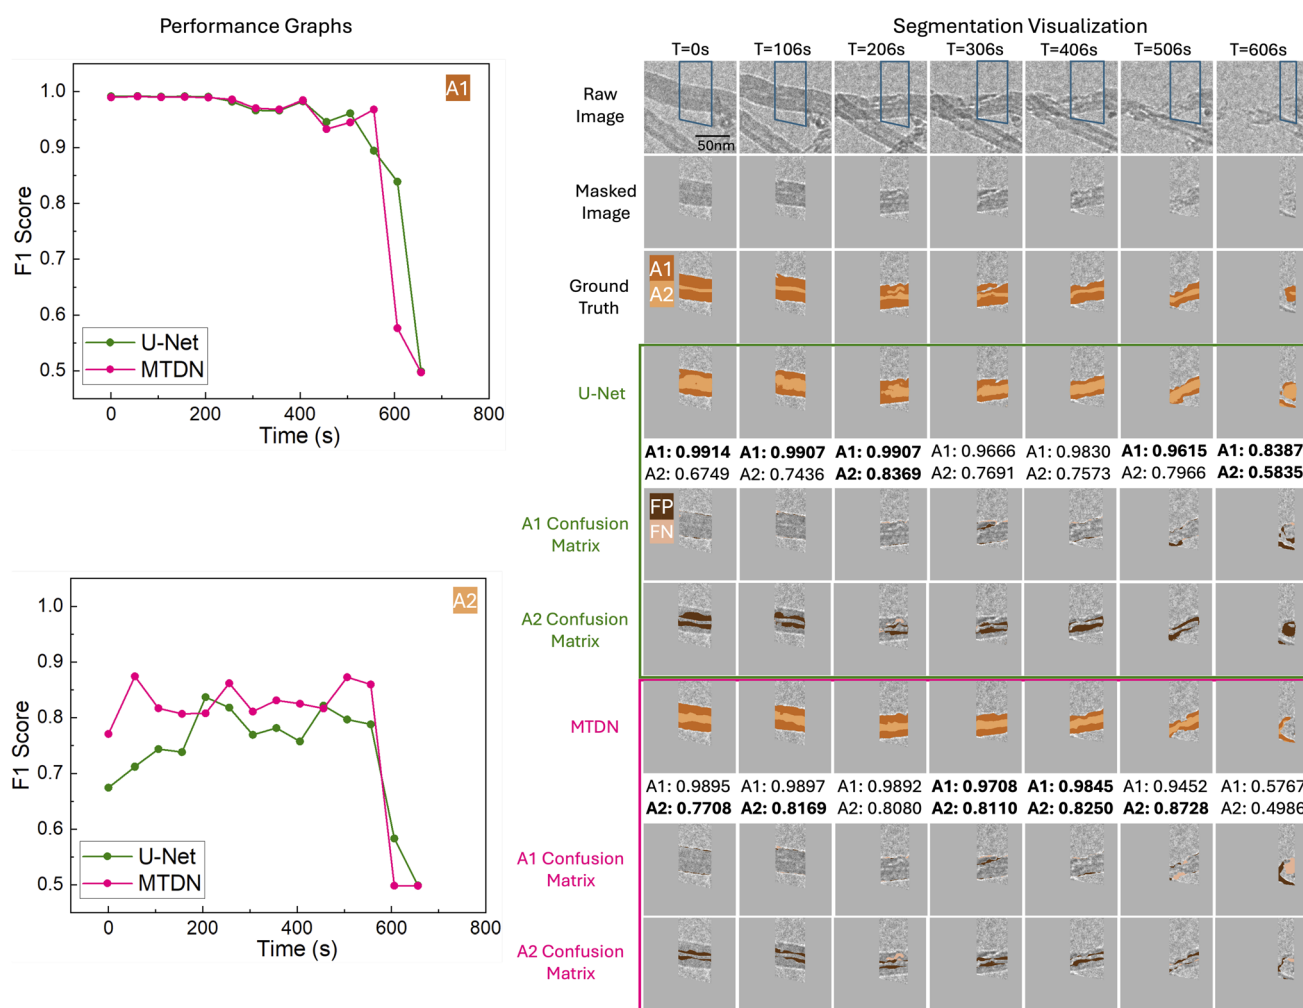 Performance Graphs
A1
1.0
0.9
0.8
0.7
0.6
0.5
F1 Score
U-Net
MTDN
0
200
400
600
800
Time (s)
A2
1.0
0.9
0.8
0.7
0.6
0.5
F1 Score
U-Net
MTDN
0
200
400
600
800
Time (s)
Segmentation Visualization
T=0s T=106s T=206s T=306s T=406s T=506s T=606s
Raw
Image
50nm
Masked
Image
Ground
Truth
A1
A2
U-Net
A1: 0.9914 A1: 0.9907 A1: 0.9907 A1: 0.9666 A1: 0.9830 A1: 0.9615 A1: 0.8387
A2: 0.6749 A2: 0.7436 A2: 0.8369 A2: 0.7691 A2: 0.7573 A2: 0.7966 A2: 0.5835
A1 Confusion
Matrix
FP
FN
A2 Confusion
Matrix
MTDN
A1: 0.9895 A1: 0.9897 A1: 0.9892 A1: 0.9708 A1: 0.9845 A1: 0.9452 A1: 0.5767
A2: 0.7708 A2: 0.8169 A2: 0.8080 A2: 0.8110 A2: 0.8250 A2: 0.8728 A2: 0.4986
A1 Confusion
Matrix
A2 Confusion
Matrix